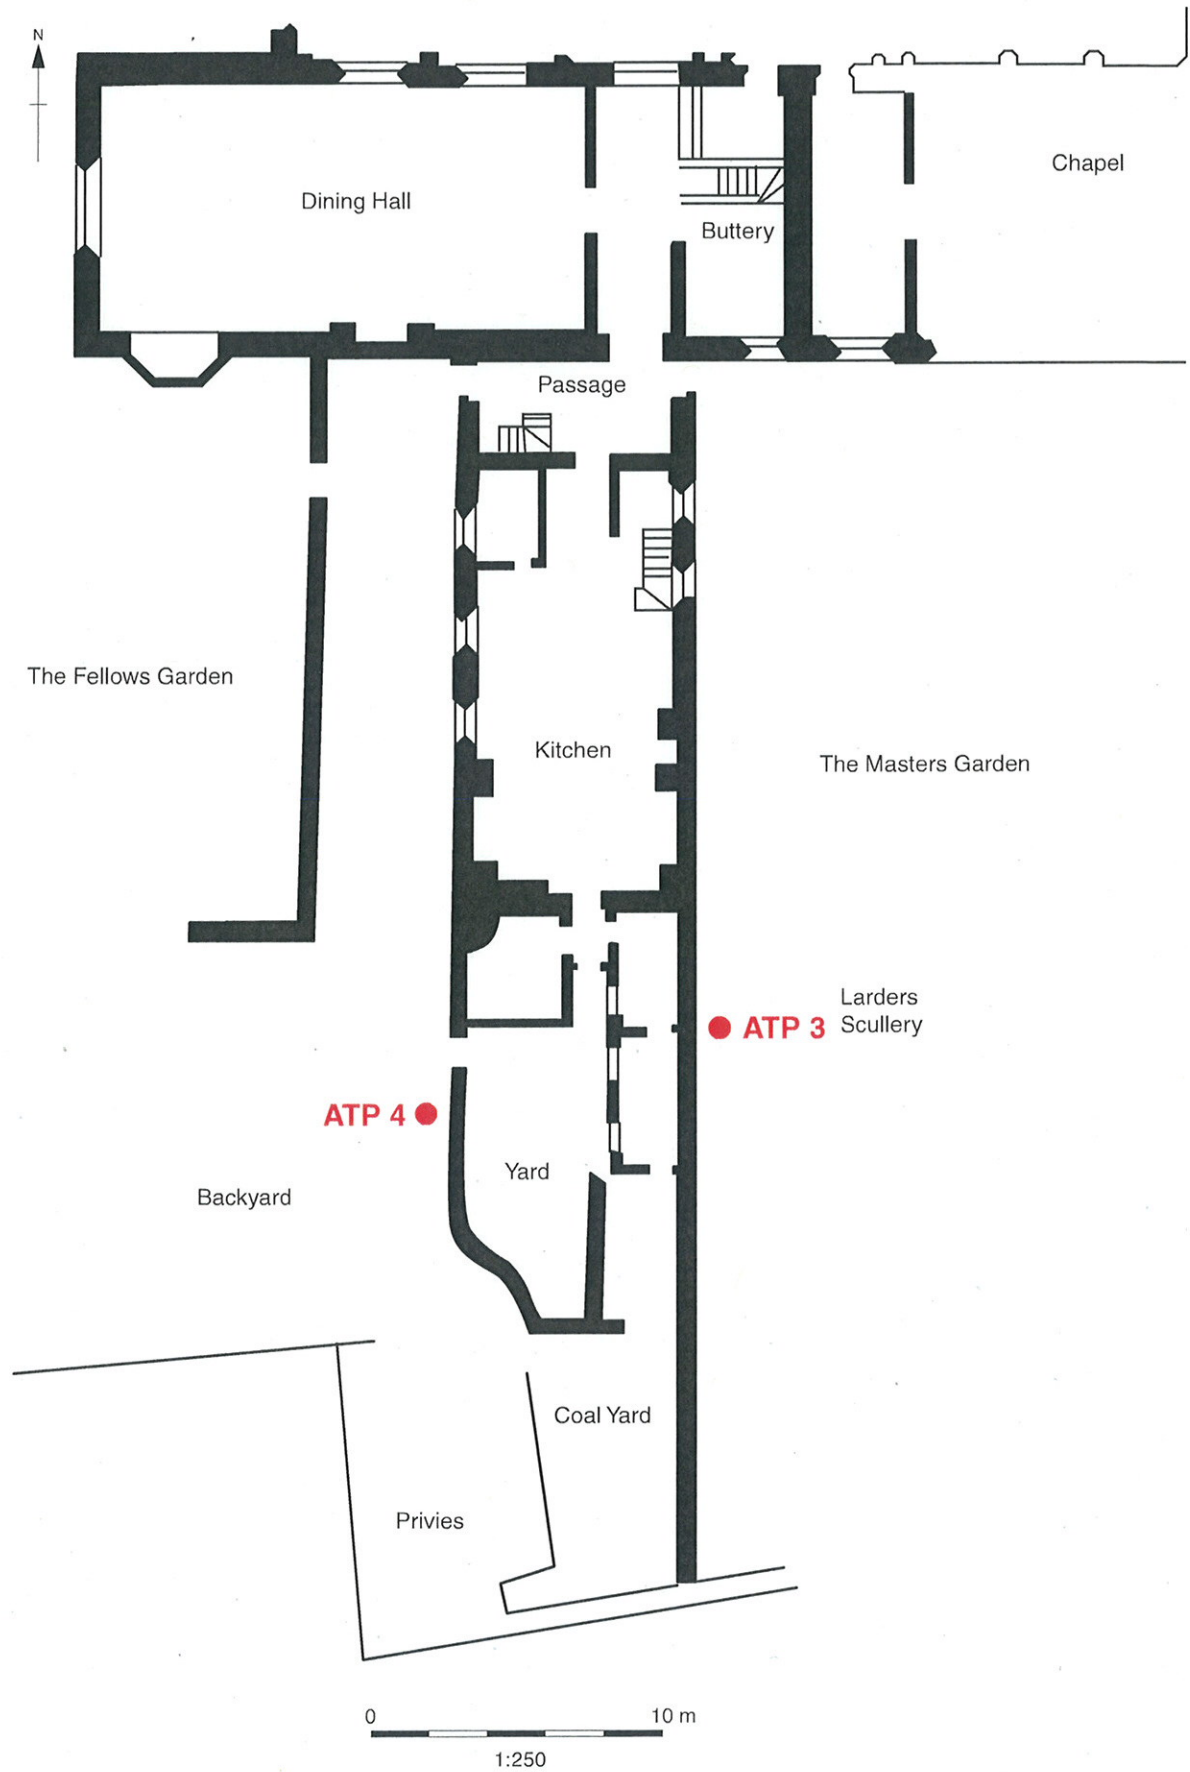 N
Chapel
Dining Hall
Buttery
Passage
The Fellows Garden
Kitchen
The Masters Garden
Larders
Scullery
ATP 3
ATP 4
Yard
Backyard
Coal Yard
Privies
0 10 m
1:250